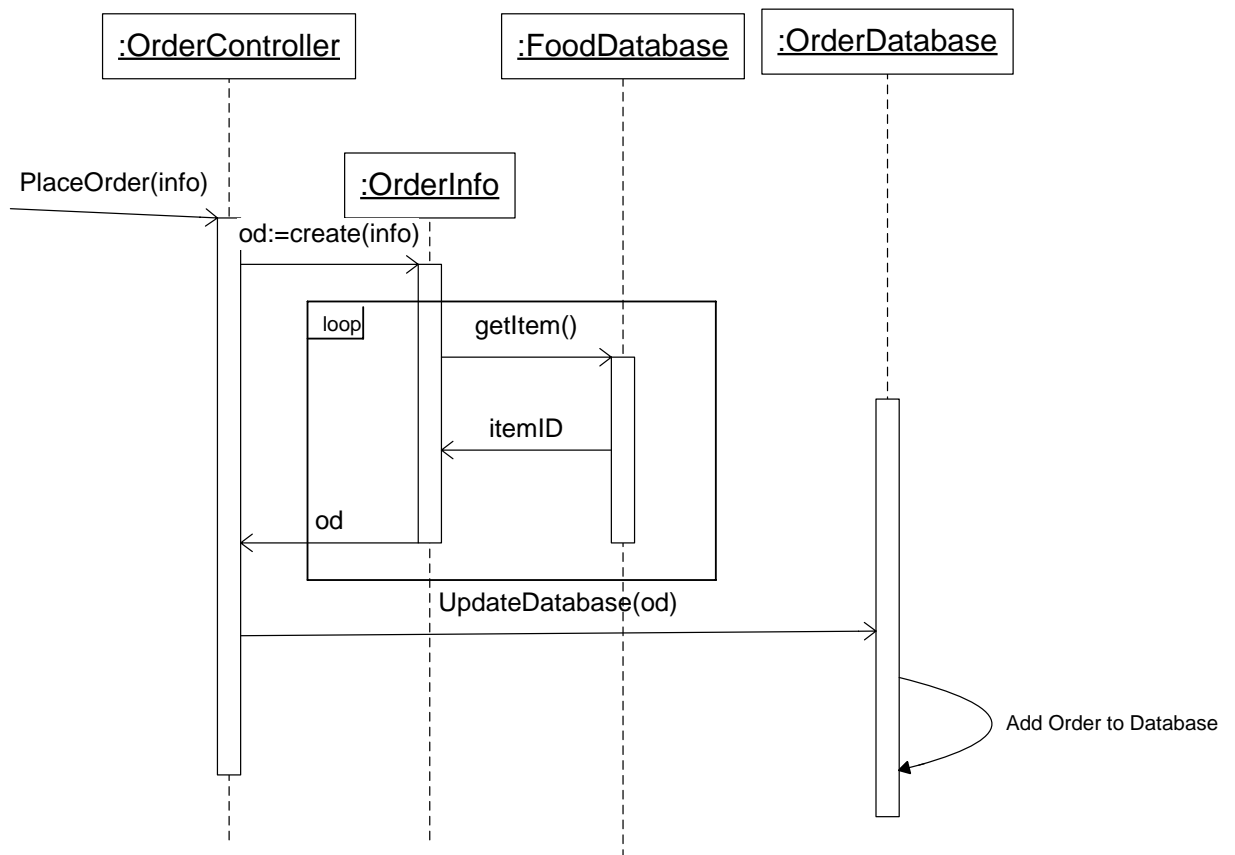 :OrderController
:FoodDatabase
:OrderDatabase
PlaceOrder(info)
:OrderInfo
od:=create(info)
loop
getItem()
itemID
od
UpdateDatabase(od)
Add Order to Database